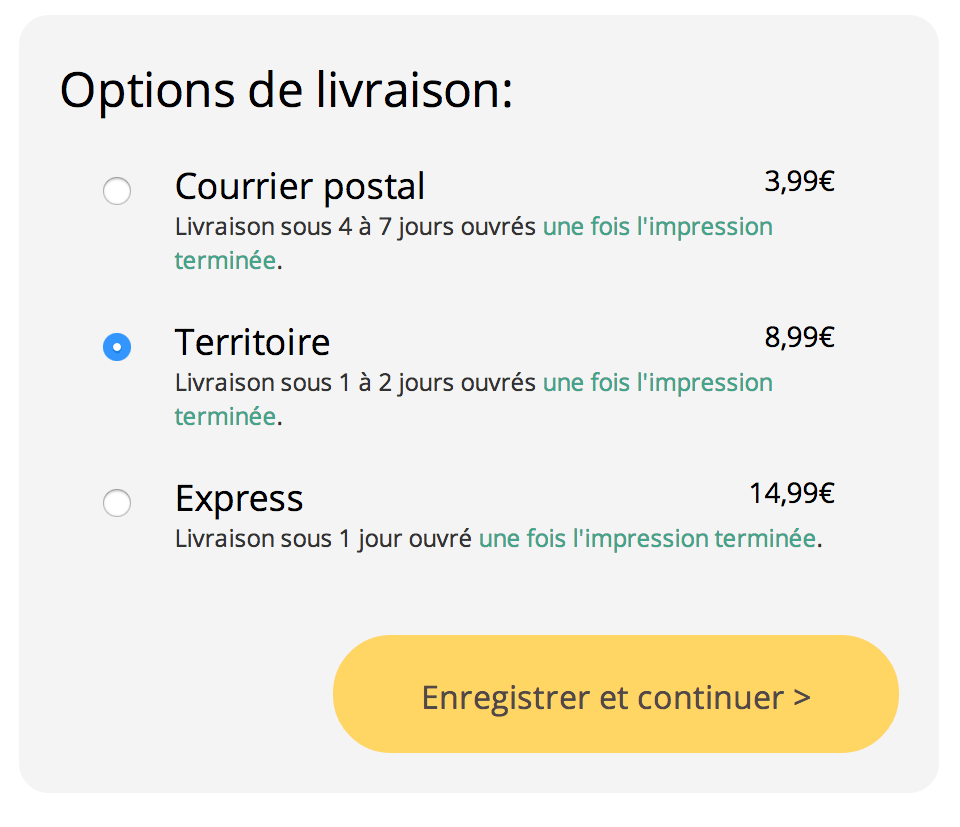 Options de livraison:
Courrier postal 3,99€
Livraison sous 4 à 7 jours ouvrés une fois l'impression
terminée.
Territoire 8,99€
Livraison sous 1 à 2 jours ouvrés une fois l'impression
terminée.
Express 14,99€
Livraison sous 1 jour ouvré une fois l'impression terminée.
Enregistrer et continuer >